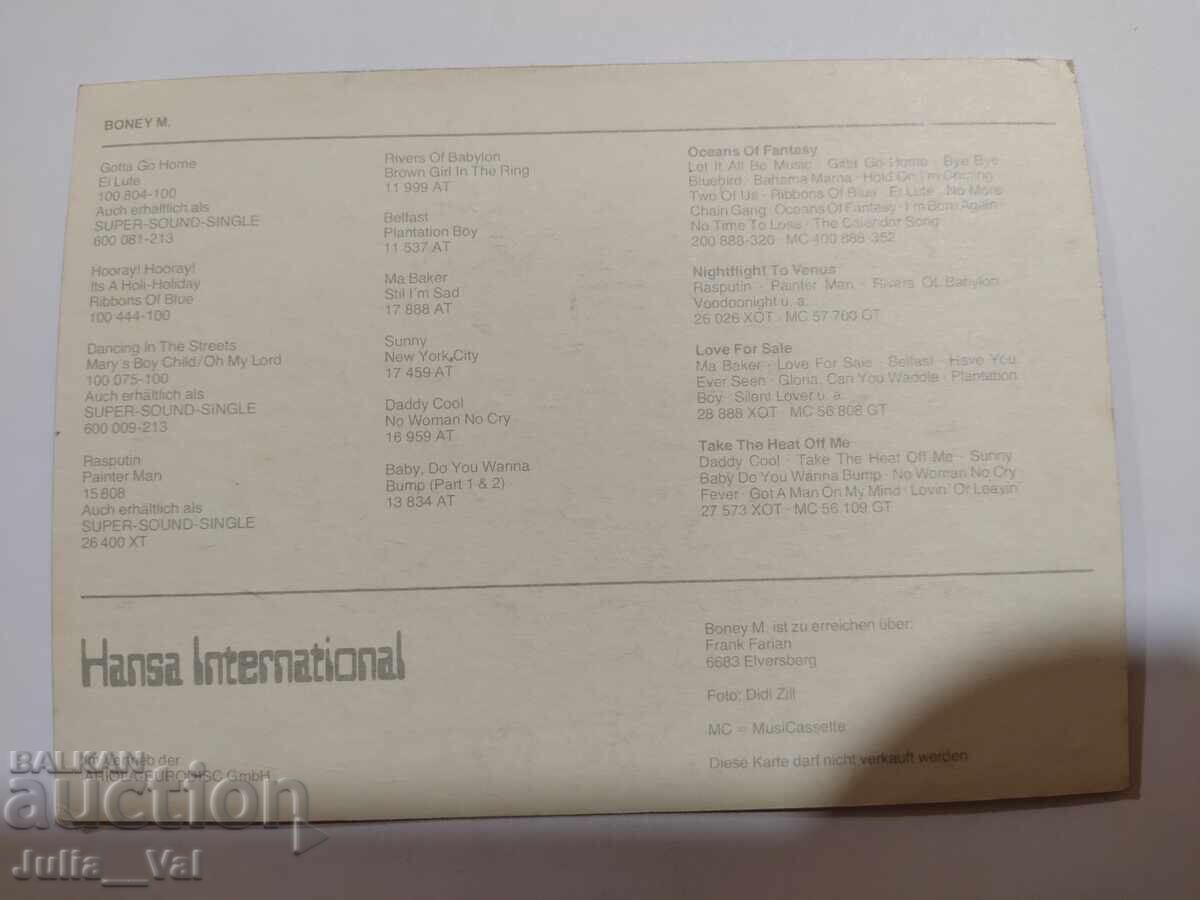 BONEY M.
Gotta Go Home
El Lute
100 804-100
Auch erhältlich als
SUPER-SOUND-SINGLE
600 081-213
Hooray! Hooray!
Its A Holi-Holiday
Ribbons Of Blue
100 444-100
Dancing In The Streets
Mary's Boy Child/Oh My Lord
100 075-100
Auch erhältlich als
SUPER-SOUND-SINGLE
600 009-213
Rasputin
Painter Man
15 808
Auch erhältlich als
SUPER-SOUND-SINGLE
26 400 XT
Rivers Of Babylon
Brown Girl In The Ring
11 999 AT
Belfast
Plantation Boy
11 537 AT
Ma Baker
Stil I'm Sad
17 888 AT
Sunny
New York City
17 459 AT
Daddy Cool
No Woman No Cry
16 959 AT
Baby, Do You Wanna
Bump (Part 1 & 2)
13 834 AT
Oceans Of Fantasy
Let It All Be Music · Gotta Go Home · Bye Bye
Bluebird · Bahama Mama · Hold On I'm Coming
Two Of Us · Ribbons Of Blue · El Lute · No More
Chain Gang · Oceans Of Fantasy · I'm Born Again ·
No Time To Lose · The Calendar Song
200 888-320 · MC 400 888-352
Nightflight To Venus
Rasputin · Painter Man · Rivers Of Babylon ·
Voodoonight u. a.
26 026 XOT · MC 57 760 GT
Love For Sale
Ma Baker · Love For Sale · Belfast · Have You
Ever Seen · Gloria, Can You Waddle · Plantation
Boy · Silent Lover u. a.
28 888 XOT · MC 56 808 GT
Take The Heat Off Me
Daddy Cool · Take The Heat Off Me · Sunny
Baby Do You Wanna Bump · No Woman No Cry
Fever · Got A Man On My Mind · Lovin' Or Leavin'
27 573 XOT · MC 56 109 GT
Hansa International
Im Vertrieb der
ARIOLA-EURODISC GmbH
Boney M. ist zu erreichen über:
Frank Farian
6683 Elversberg
Foto: Didi Zill
MC = MusiCassette
Diese Karte darf nicht verkauft werden
BALKAN
auction
Julia__Val